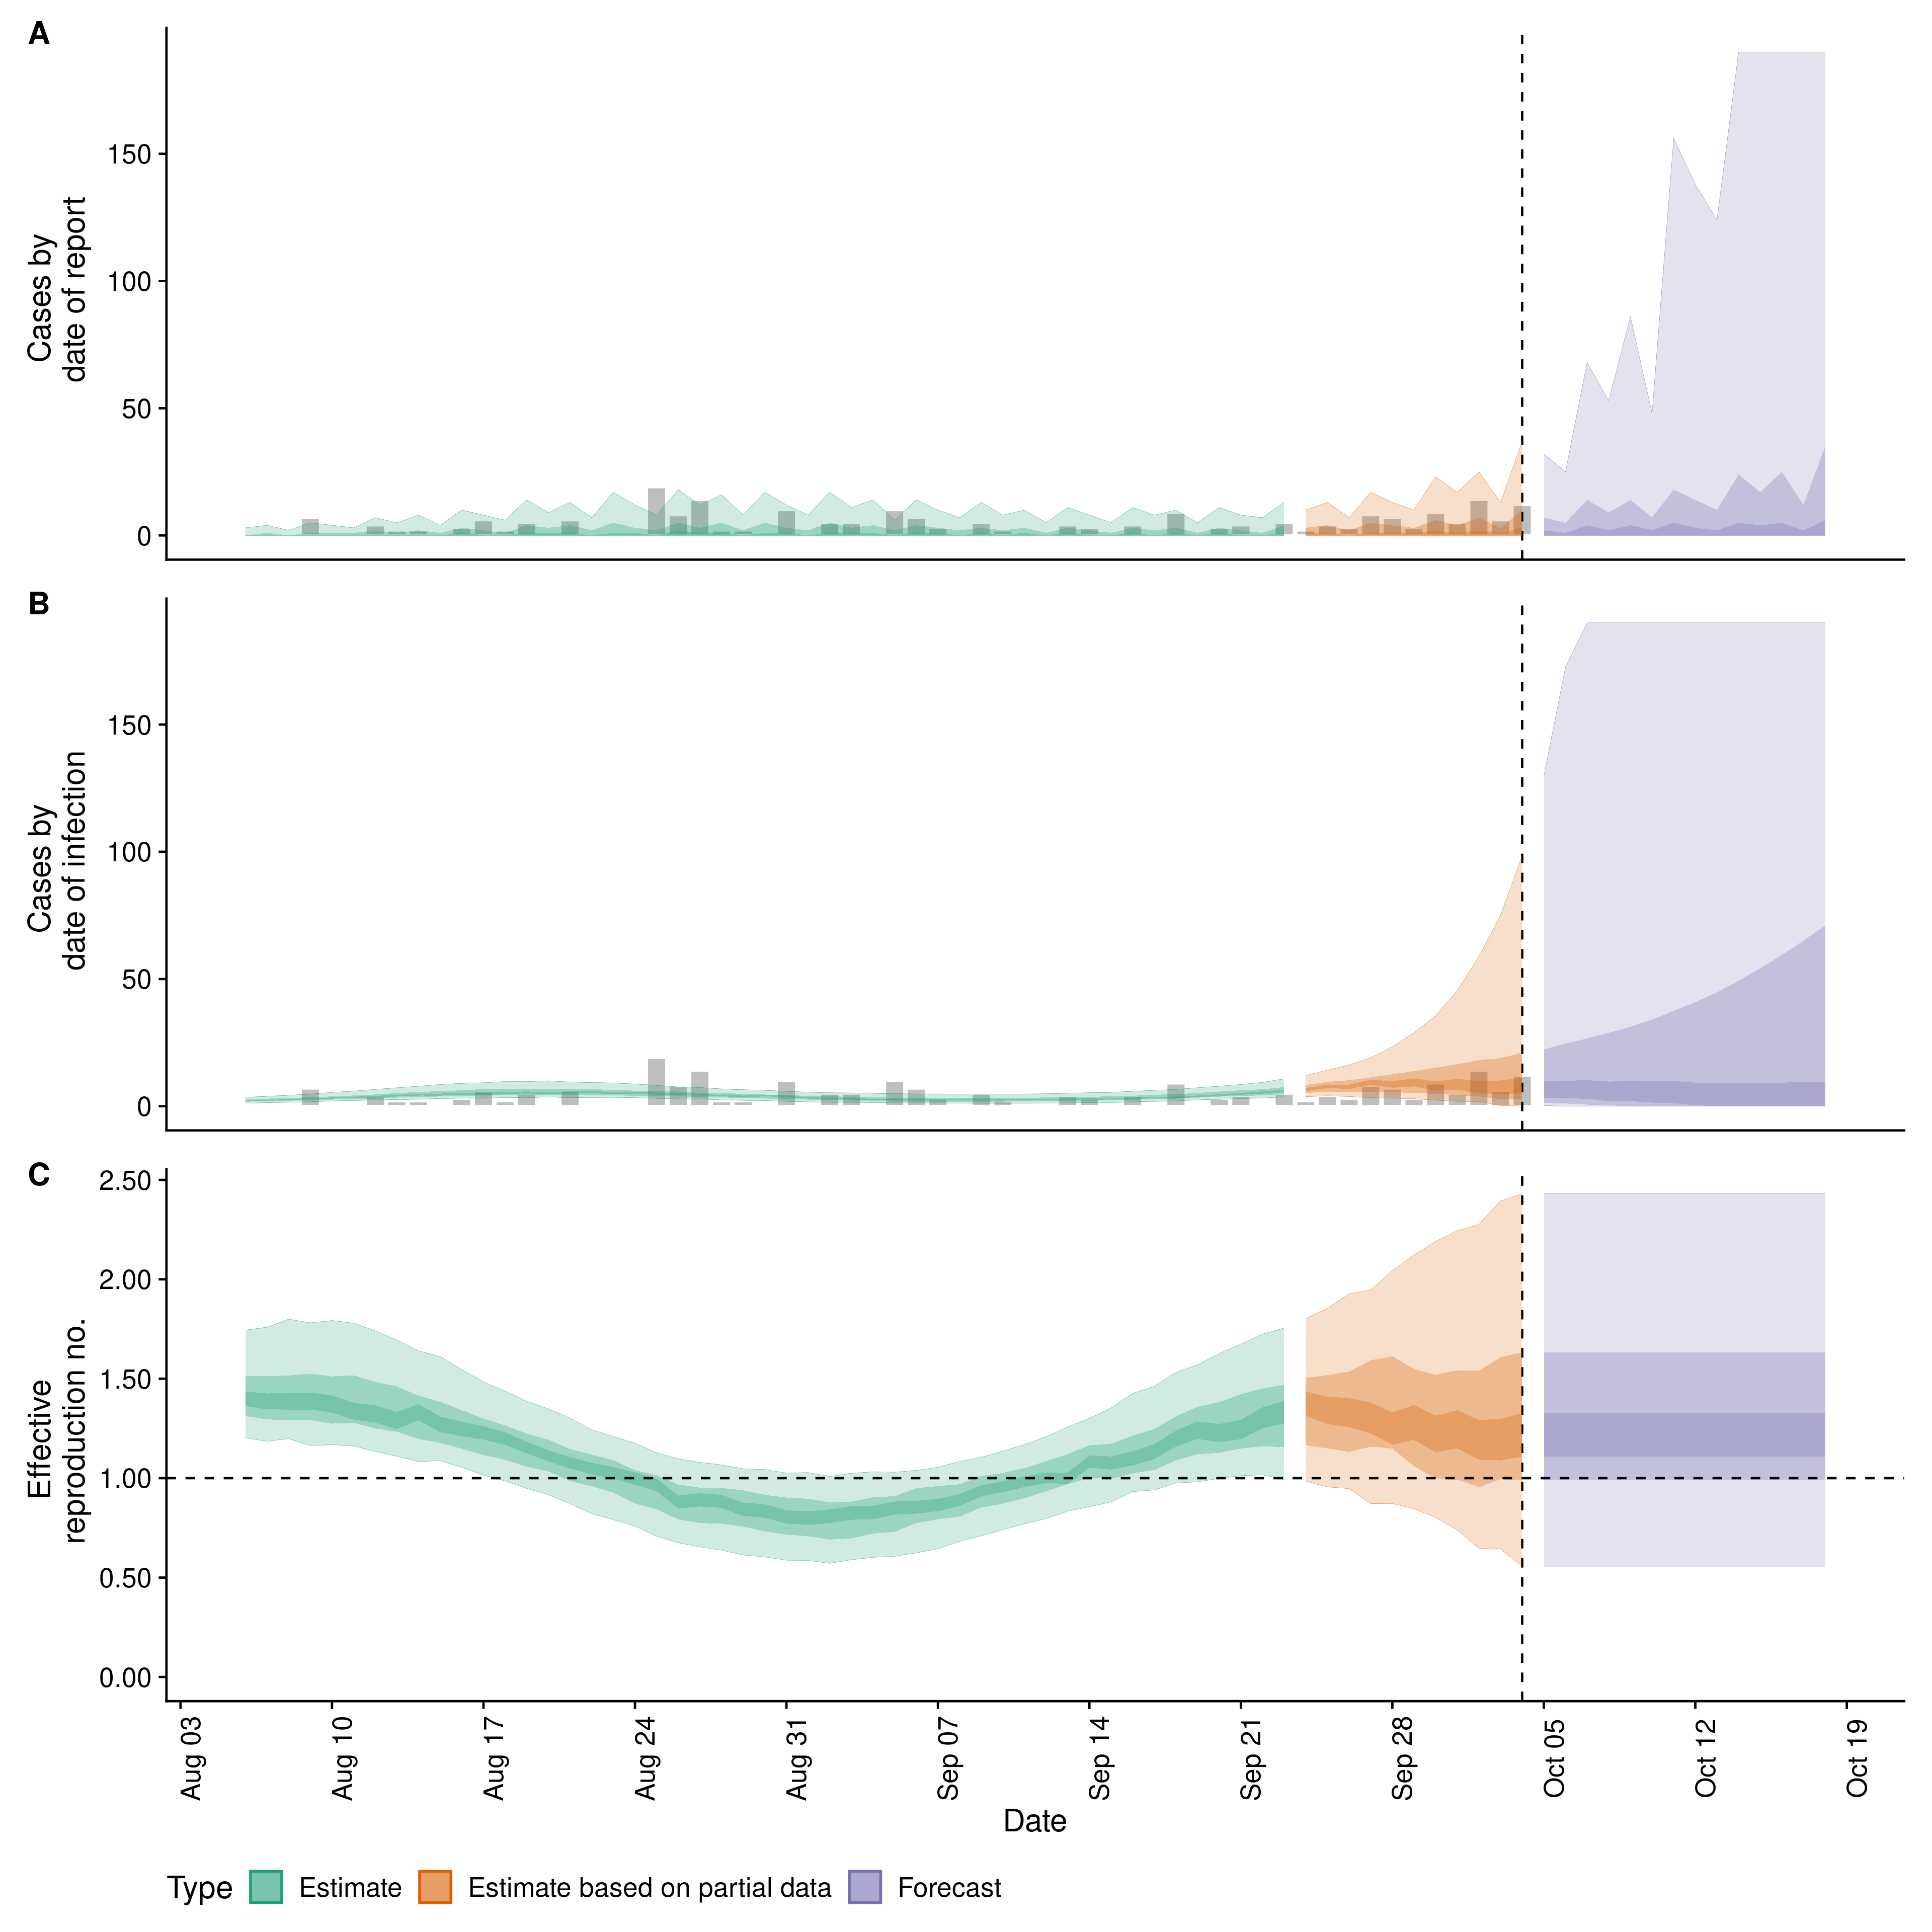 A
Cases by
date of report
150
100
50
0
B
Cases by
date of infection
150
100
50
0
C
Effective
reproduction no.
2.50
2.00
1.50
1.00
0.50
0.00
Aug 03
Aug 10
Aug 17
Aug 24
Aug 31
Sep 07
Sep 14
Sep 21
Sep 28
Oct 05
Oct 12
Oct 19
Date
Type Estimate Estimate based on partial data Forecast